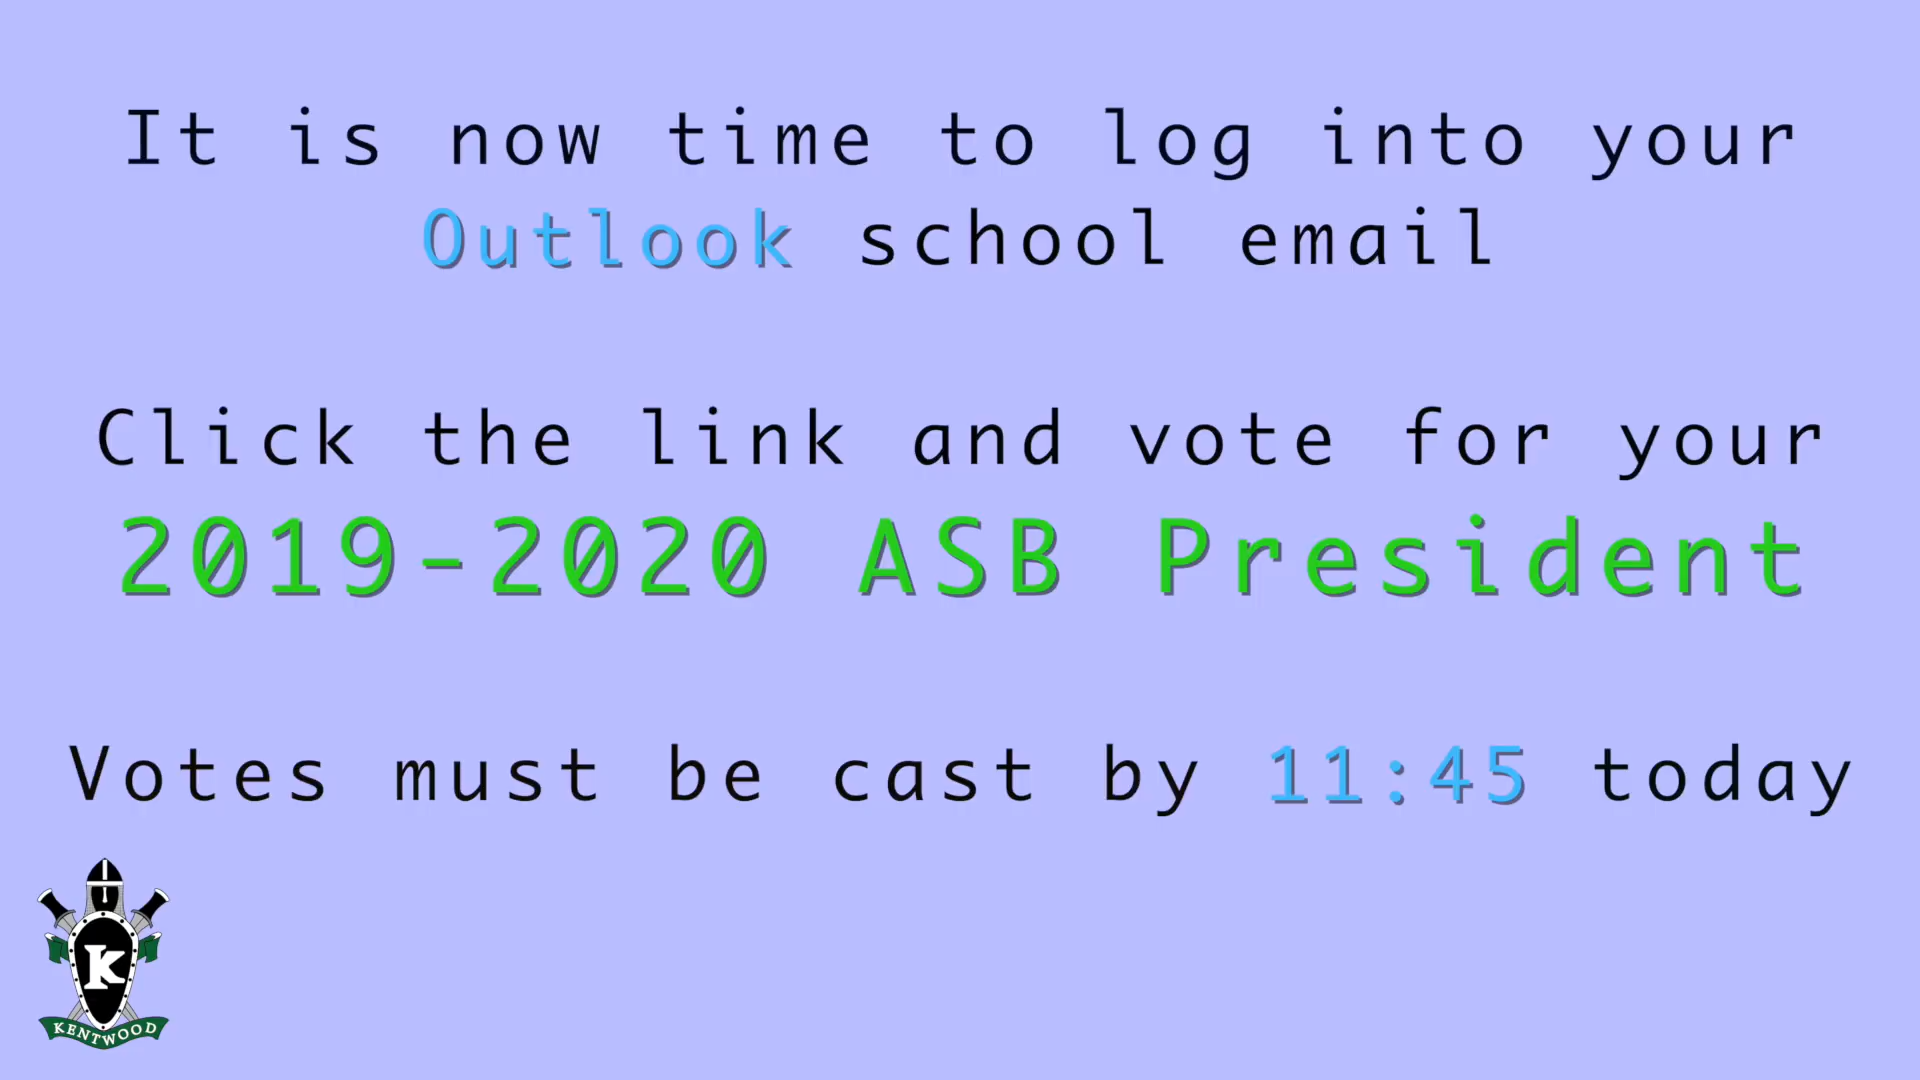 It is now time to log into your
Outlook school email
Click the link and vote for your
2019-2020 ASB President
Votes must be cast by 11:45 today
K
KENTWOOD